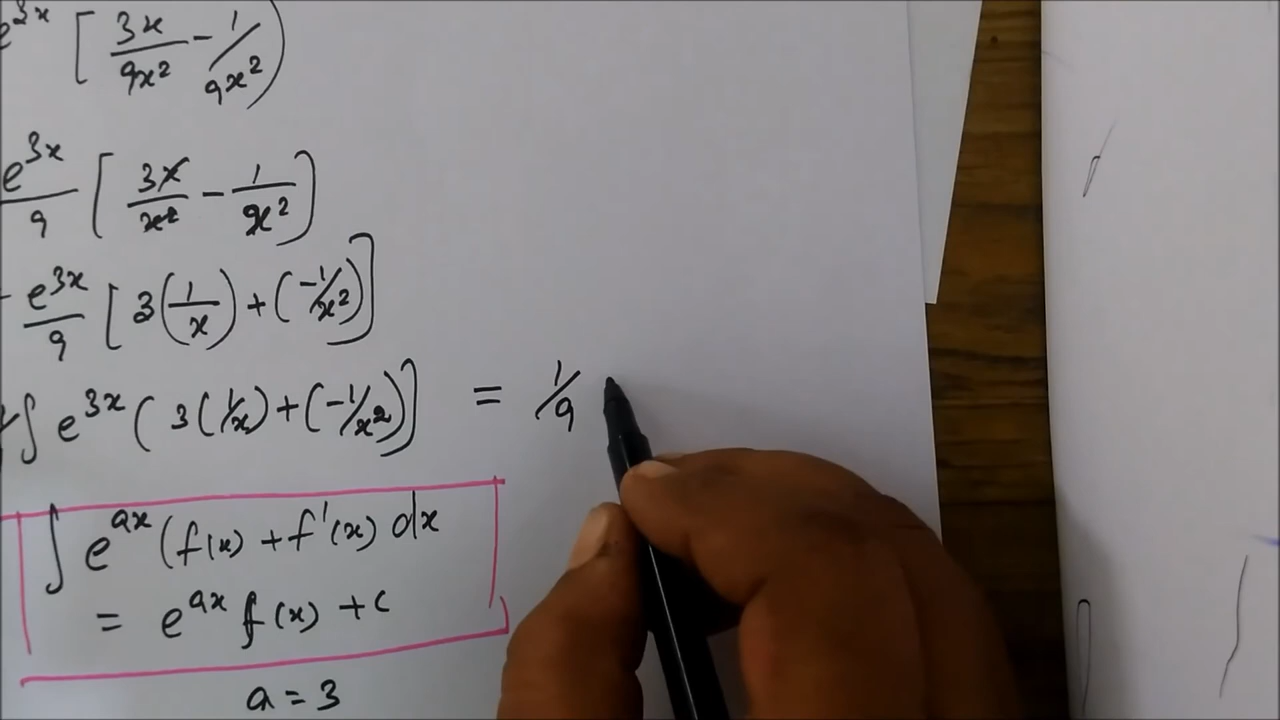 e^3x [ 3x/9x² - 1/9x² )
e^3x/9 [ 3x/x² - 1/x² ]
e^3x/9 [ 3(1/x) + (-1/x²) ]
∫ e^3x ( 3(1/x) + (-1/x²) ] = 1/9
∫ e^ax (f(x) + f'(x) dx
= e^ax f(x) + c
a = 3